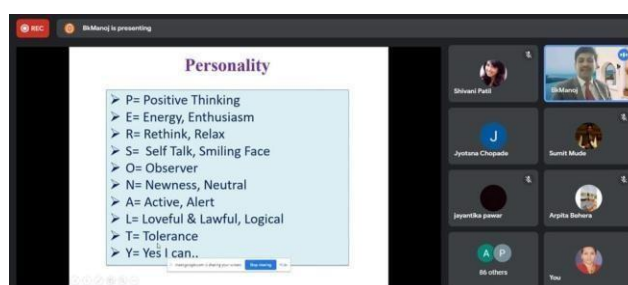 REC
BkManoj is presenting
Personality
➢ P= Positive Thinking
➢ E= Energy, Enthusiasm
➢ R= Rethink, Relax
➢ S= Self Talk, Smiling Face
➢ O= Observer
➢ N= Newness, Neutral
➢ A= Active, Alert
➢ L= Loveful & Lawful, Logical
➢ T= Tolerance
➢ Y= Yes I can..
Stop sharing
Hide
Shivani Patil
BkManoj
J
Jyotana Chopade
Sumit Mude
jayantika pawar
Arpita Behera
A P
86 others
You